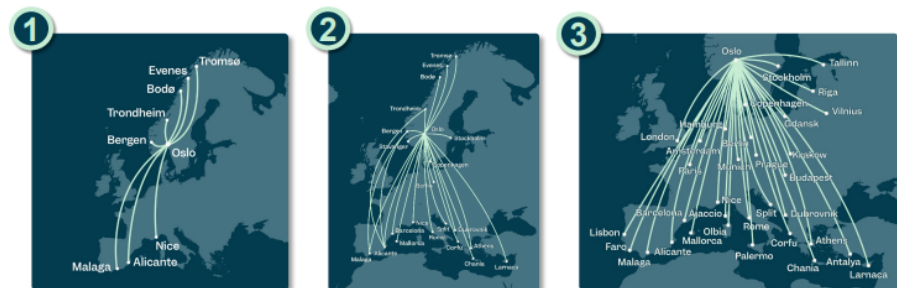 1
Tromsø
Evenes
Bodø
Trondheim
Bergen
Oslo
Nice
Alicante
Malaga
2
Tromsø
Evenes
Bodø
Trondheim
Bergen
Oslo
Stockholm
Stavanger
Copenhagen
Berlin
Nice
Barcelona
Rome
Split
Dubrovnik
Mallorca
Alicante
Malaga
Corfu
Athens
Chania
Larnaca
3
Oslo
Tallinn
Stockholm
Riga
Copenhagen
Vilnius
Gdansk
Hamburg
London
Berlin
Amsterdam
Krakow
Paris
Munich
Prague
Budapest
Nice
Barcelona
Ajaccio
Split
Dubrovnik
Lisbon
Olbia
Rome
Faro
Mallorca
Corfu
Athens
Malaga
Alicante
Palermo
Antalya
Chania
Larnaca